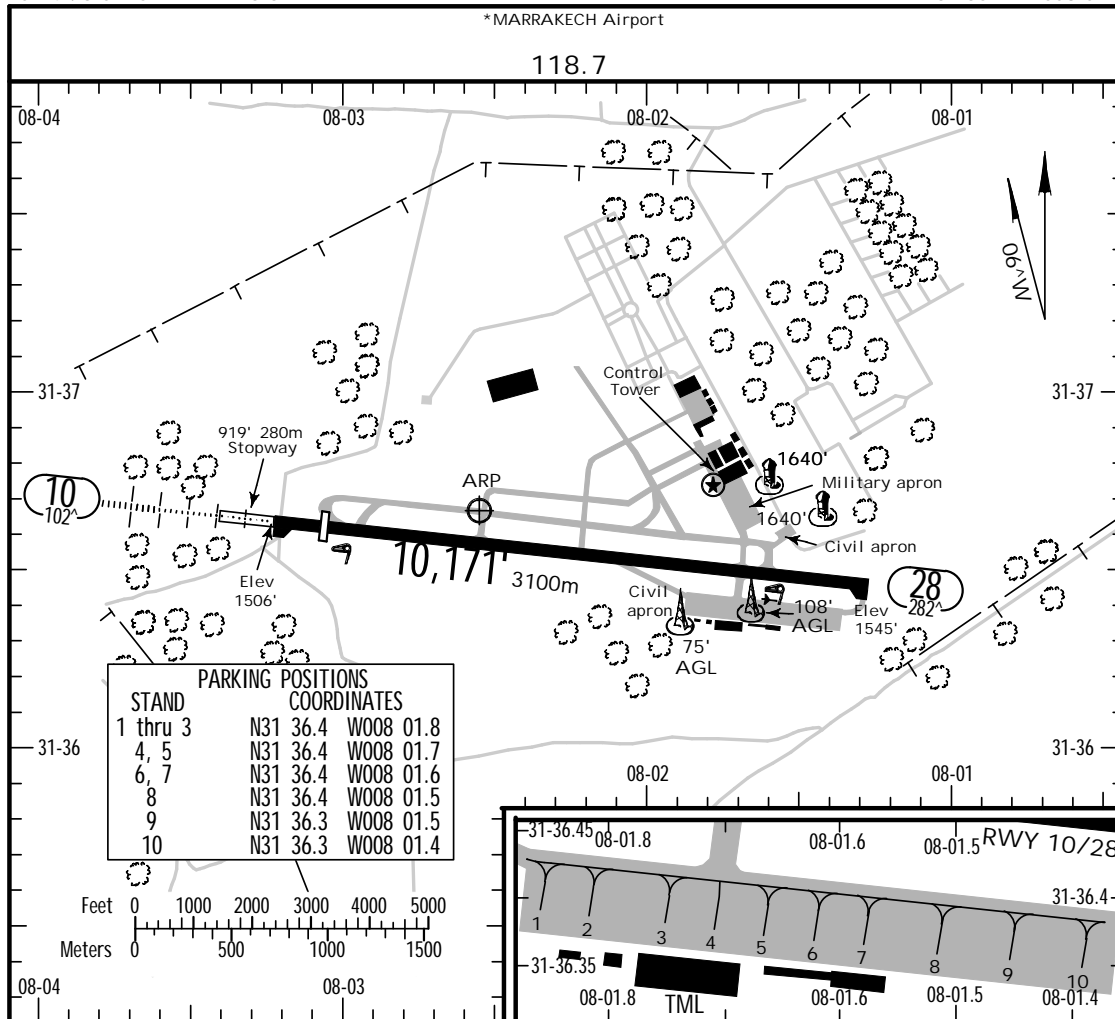 *MARRAKECH Airport
118.7
08-04 08-03 08-02 08-01
06^W
31-37 31-37
Control
Tower
919' 280m
Stopway
10
102^
ARP
1640'
Military apron
1640'
Civil apron
10,171'
3100m
Elev
1506'
28
282^
Civil
apron
108'
AGL
Elev
1545'
75'
AGL
PARKING POSITIONS
STAND COORDINATES
1 thru 3 N31 36.4 W008 01.8
4, 5 N31 36.4 W008 01.7
6, 7 N31 36.4 W008 01.6
8 N31 36.4 W008 01.5
9 N31 36.3 W008 01.5
10 N31 36.3 W008 01.4
31-36 31-36
08-02 08-01
31-36.45 08-01.8 08-01.6 08-01.5 RWY 10/28
31-36.4
1 2 3 4 5 6 7 8 9 10
31-36.35
08-01.8 TML 08-01.6 08-01.5 08-01.4
Feet 0 1000 2000 3000 4000 5000
Meters 0 500 1000 1500
08-04 08-03